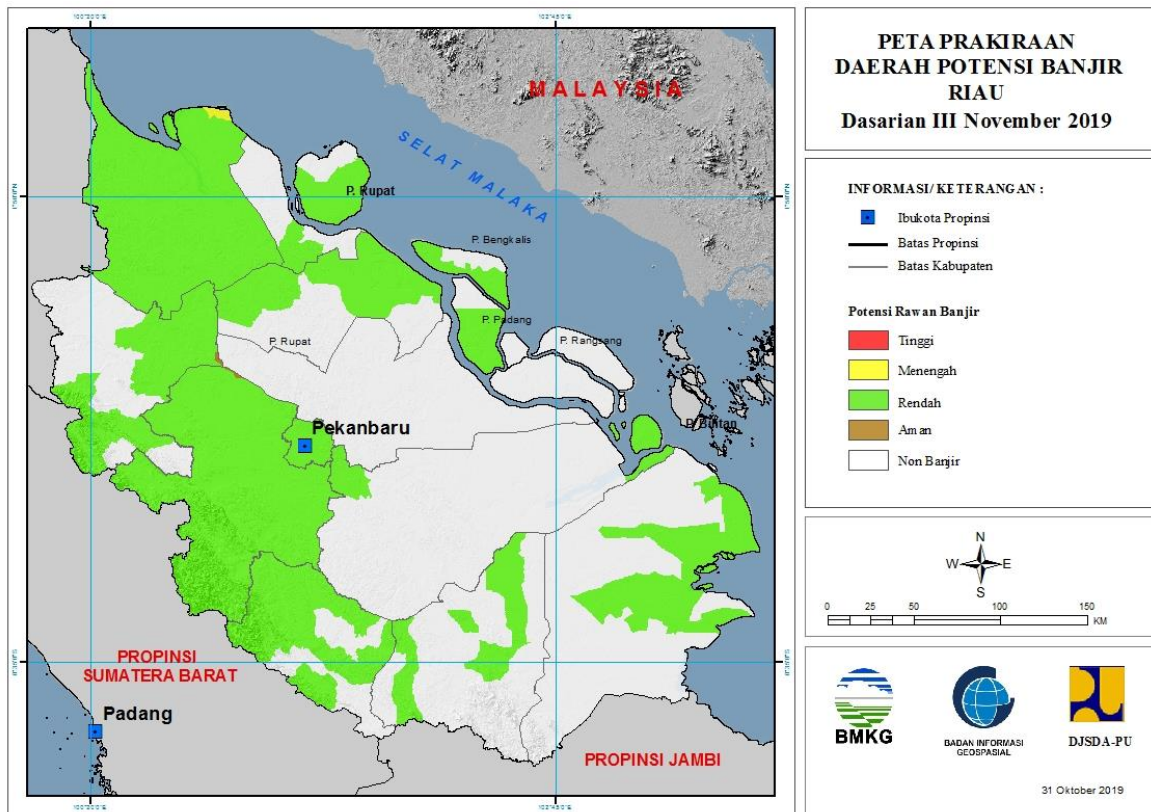 PETA PRAKIRAAN
DAERAH POTENSI BANJIR
RIAU
Dasarian III November 2019
INFORMASI/KETERANGAN :
Ibukota Propinsi
Batas Propinsi
Batas Kabupaten
Potensi Rawan Banjir
Tinggi
Menengah
Rendah
Aman
Non Banjir
N
W E
S
0 25 50 100 150
KM
BMKG
BADAN INFORMASI
GEOSPASIAL
DJSDA-PU
31 Oktober 2019
MALAYSIA
SELAT MALAKA
P. Rupat
P. Bengkalis
P. Padang
P. Rupat
P. Rangsang
Pekanbaru
P. Bintan
PROPINSI
SUMATERA BARAT
Padang
PROPINSI JAMBI